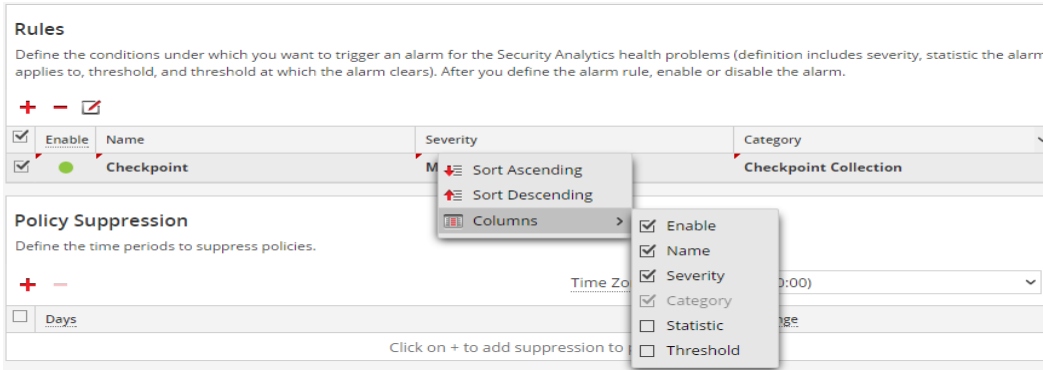 Rules
Define the conditions under which you want to trigger an alarm for the Security Analytics health problems (definition includes severity, statistic the alarm
applies to, threshold, and threshold at which the alarm clears). After you define the alarm rule, enable or disable the alarm.
Enable Name Severity Category
Checkpoint M Checkpoint Collection
Sort Ascending
Sort Descending
Columns >
Enable
Name
Severity
Category
Statistic
Threshold
Policy Suppression
Define the time periods to suppress policies.
Time Zo :00)
Days nge
Click on + to add suppression to